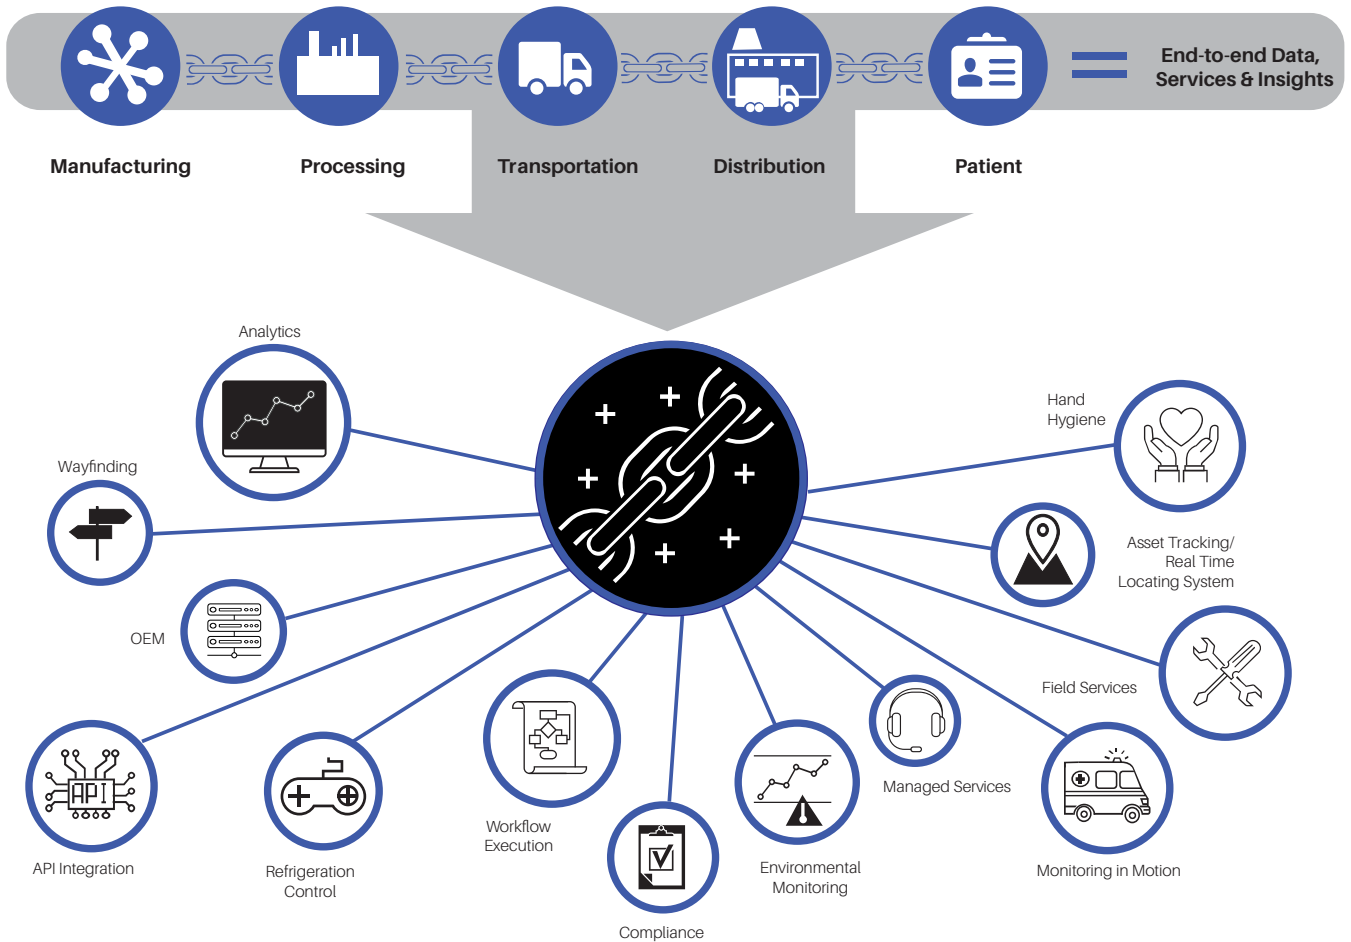 End-to-end Data,
Services & Insights
Manufacturing
Processing
Transportation
Distribution
Patient
Analytics
Wayfinding
OEM
API
API Integration
Refrigeration
Control
Workflow
Execution
Compliance
Environmental
Monitoring
Managed Services
Monitoring in Motion
Field Services
Asset Tracking/
Real Time
Locating System
Hand
Hygiene